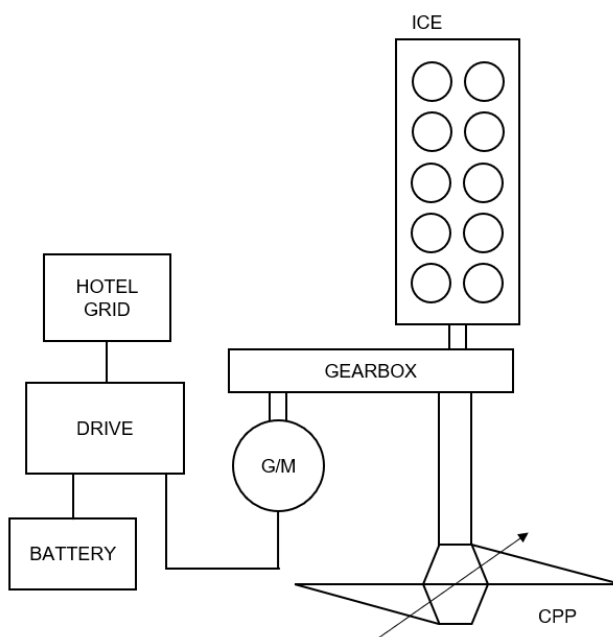 ICE
HOTEL
GRID
GEARBOX
DRIVE
G/M
BATTERY
CPP